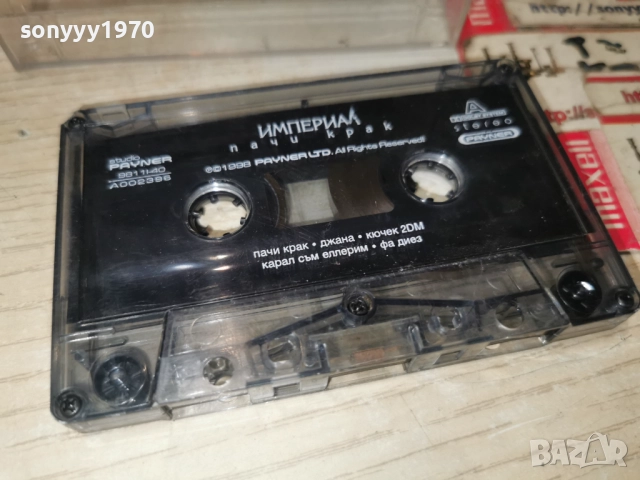 sonyyy1970
ИМПЕРИАЛ
пачи крак
A
stereo
PAYNER
studio
PAYNER
9811140
A002396
℗©1998 PAYNER LTD. All Rights Reserved!
пачи крак • джана • кючек 2DM
карал съм еллерим • фа диез
maxell
BAZAR